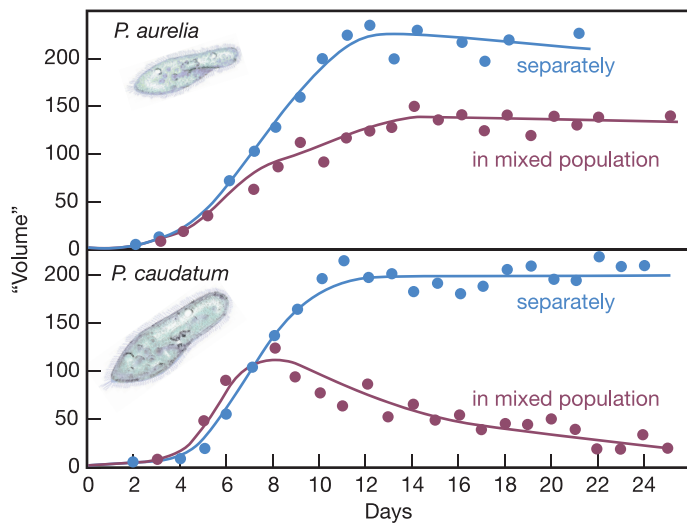 P. aurelia
200
150
100
50
0
separately
in mixed population
"Volume"
P. caudatum
200
150
100
50
0
separately
in mixed population
0 2 4 6 8 10 12 14 16 18 20 22 24
Days